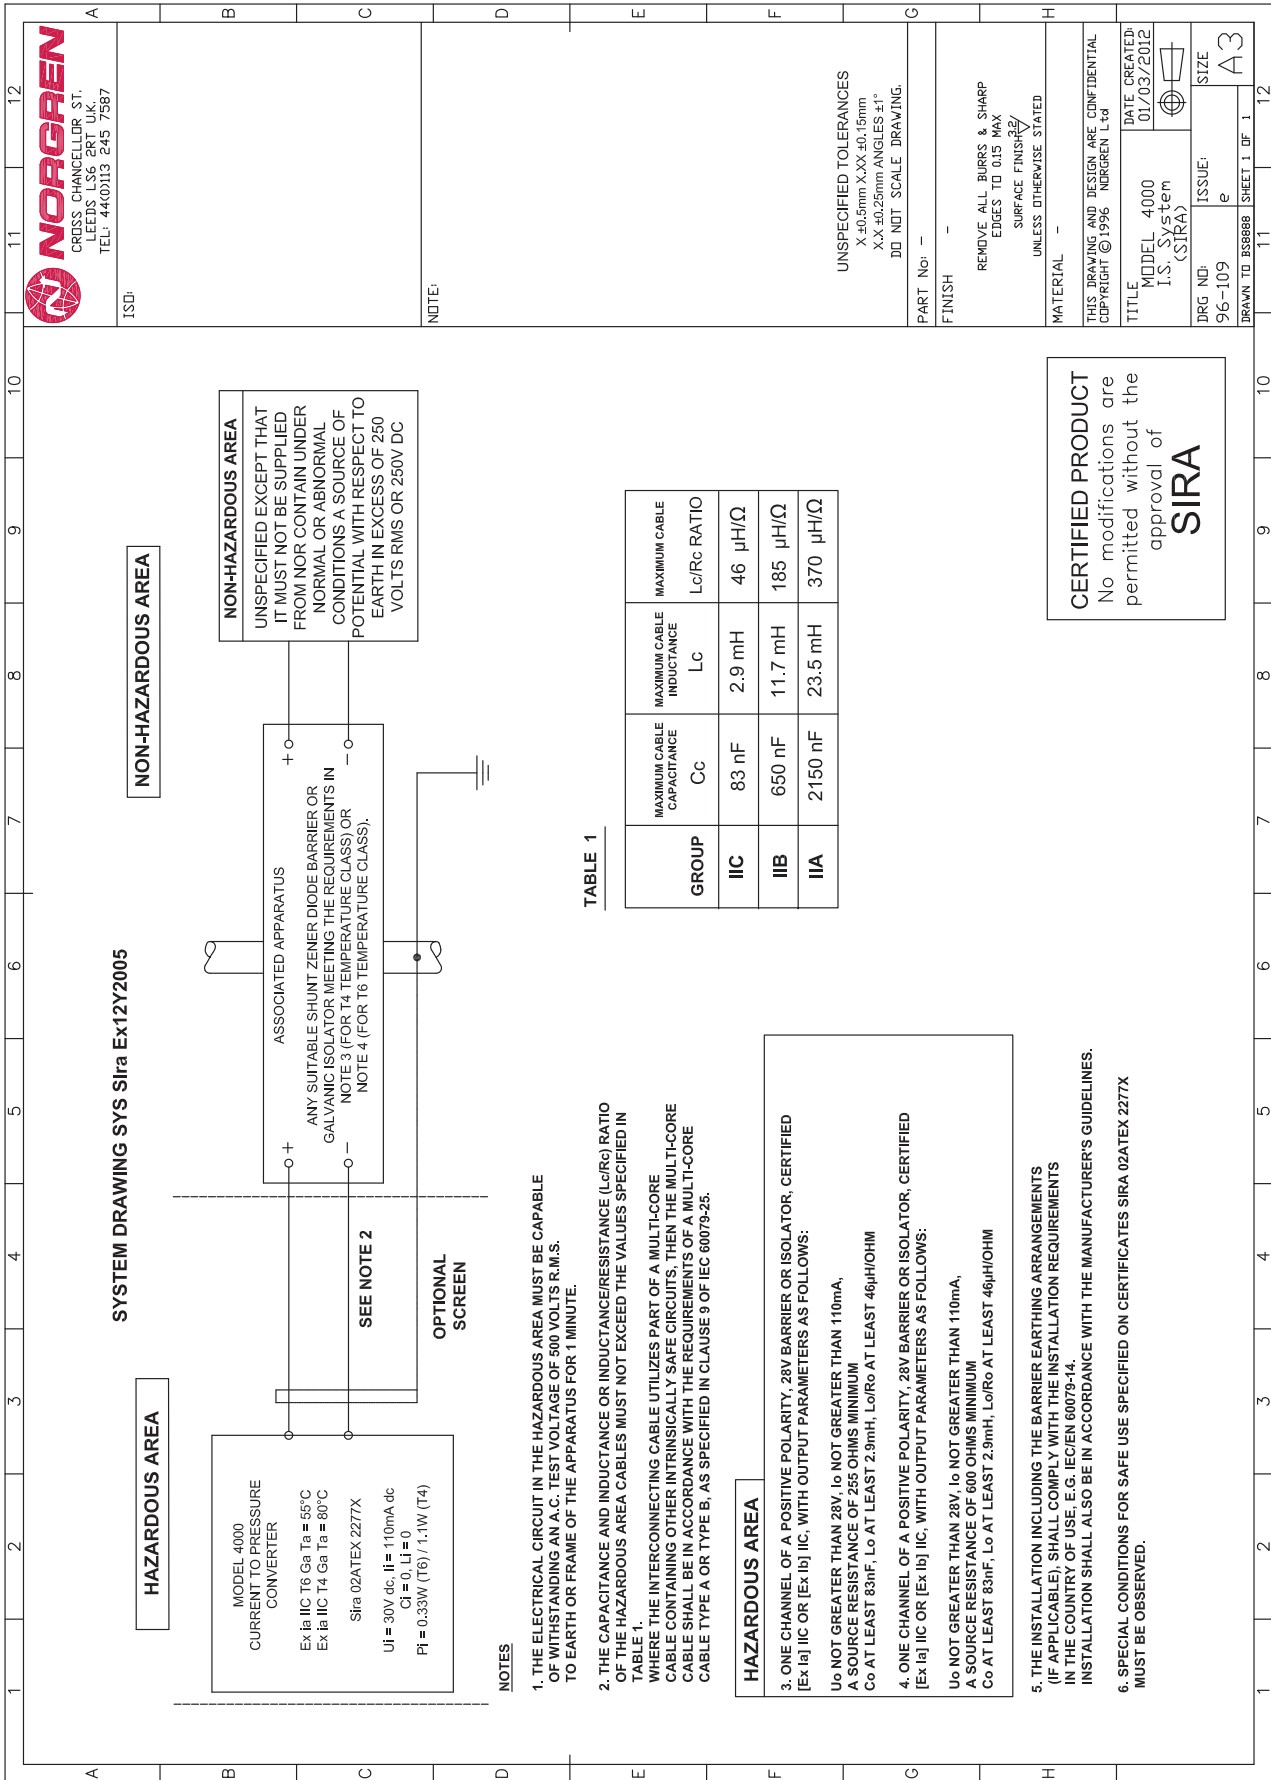 SYSTEM DRAWING SYS SIra Ex12Y2005
HAZARDOUS AREA
NON-HAZARDOUS AREA
MODEL 4000
CURRENT TO PRESSURE
CONVERTER
Ex ia IIC T6 Ga Ta = 55°C
Ex ia IIC T4 Ga Ta = 80°C
Sira 02ATEX 2277X
Ui = 30V dc, Ii = 110mA dc
Ci = 0, Li = 0
Pi = 0.33W (T6) / 1.1W (T4)
SEE NOTE 2
OPTIONAL
SCREEN
+
−
ASSOCIATED APPARATUS
ANY SUITABLE SHUNT ZENER DIODE BARRIER OR
GALVANIC ISOLATOR MEETING THE REQUIREMENTS IN
NOTE 3 (FOR T4 TEMPERATURE CLASS) OR
NOTE 4 (FOR T6 TEMPERATURE CLASS).
+
−
NON-HAZARDOUS AREA
UNSPECIFIED EXCEPT THAT
IT MUST NOT BE SUPPLIED
FROM NOR CONTAIN UNDER
NORMAL OR ABNORMAL
CONDITIONS A SOURCE OF
POTENTIAL WITH RESPECT TO
EARTH IN EXCESS OF 250
VOLTS RMS OR 250V DC
NOTES
1. THE ELECTRICAL CIRCUIT IN THE HAZARDOUS AREA MUST BE CAPABLE
OF WITHSTANDING AN A.C. TEST VOLTAGE OF 500 VOLTS R.M.S.
TO EARTH OR FRAME OF THE APPARATUS FOR 1 MINUTE.
2. THE CAPACITANCE AND INDUCTANCE OR INDUCTANCE/RESISTANCE (Lc/Rc) RATIO
OF THE HAZARDOUS AREA CABLES MUST NOT EXCEED THE VALUES SPECIFIED IN
TABLE 1.
WHERE THE INTERCONNECTING CABLE UTILIZES PART OF A MULTI-CORE
CABLE CONTAINING OTHER INTRINSICALLY SAFE CIRCUITS, THEN THE MULTI-CORE
CABLE SHALL BE IN ACCORDANCE WITH THE REQUIREMENTS OF A MULTI-CORE
CABLE TYPE A OR TYPE B, AS SPECIFIED IN CLAUSE 9 OF IEC 60079-25.
HAZARDOUS AREA
3. ONE CHANNEL OF A POSITIVE POLARITY, 28V BARRIER OR ISOLATOR, CERTIFIED
[Ex Ia] IIC OR [Ex Ib] IIC, WITH OUTPUT PARAMETERS AS FOLLOWS:
Uo NOT GREATER THAN 28V, Io NOT GREATER THAN 110mA,
A SOURCE RESISTANCE OF 255 OHMS MINIMUM
Co AT LEAST 83nF, Lo AT LEAST 2.9mH, Lo/Ro AT LEAST 46µH/OHM
4. ONE CHANNEL OF A POSITIVE POLARITY, 28V BARRIER OR ISOLATOR, CERTIFIED
[Ex Ia] IIC OR [Ex Ib] IIC, WITH OUTPUT PARAMETERS AS FOLLOWS:
Uo NOT GREATER THAN 28V, Io NOT GREATER THAN 110mA,
A SOURCE RESISTANCE OF 600 OHMS MINIMUM
Co AT LEAST 83nF, Lo AT LEAST 2.9mH, Lo/Ro AT LEAST 46µH/OHM
5. THE INSTALLATION INCLUDING THE BARRIER EARTHING ARRANGEMENTS
(IF APPLICABLE), SHALL COMPLY WITH THE INSTALLATION REQUIREMENTS
IN THE COUNTRY OF USE, E.G. IEC/EN 60079-14.
INSTALLATION SHALL ALSO BE IN ACCORDANCE WITH THE MANUFACTURER'S GUIDELINES.
6. SPECIAL CONDITIONS FOR SAFE USE SPECIFIED ON CERTIFICATES SIRA 02ATEX 2277X
MUST BE OBSERVED.
TABLE 1
GROUP MAXIMUM CABLE CAPACITANCE Cc MAXIMUM CABLE INDUCTANCE Lc MAXIMUM CABLE Lc/Rc RATIO
IIC 83 nF 2.9 mH 46 µH/Ω
IIB 650 nF 11.7 mH 185 µH/Ω
IIA 2150 nF 23.5 mH 370 µH/Ω
CERTIFIED PRODUCT
No modifications are
permitted without the
approval of
SIRA
NORGREN
CROSS CHANCELLOR ST.
LEEDS LS6 2RT U.K.
TEL: 44(0)113 245 7587
ISO:
NOTE:
UNSPECIFIED TOLERANCES
X ±0.5mm X.XX ±0.15mm
X.X ±0.25mm ANGLES ±1°
DO NOT SCALE DRAWING.
PART No: -
FINISH -
REMOVE ALL BURRS & SHARP
EDGES TO 0.15 MAX
SURFACE FINISH 3.2
UNLESS OTHERWISE STATED
MATERIAL -
THIS DRAWING AND DESIGN ARE CONFIDENTIAL
COPYRIGHT © 1996 NORGREN Ltd
TITLE
MODEL 4000
I.S. System
(SIRA)
DATE CREATED:
01/03/2012
DRG NO:
96-109
ISSUE:
e
SIZE
A3
DRAWN TO BS8888 SHEET 1 OF 1
1 2 3 4 5 6 7 8 9 10 11 12
1 2 3 4 5 6 7 8 9 10 11 12
A B C D E F G H
A B C D E F G H